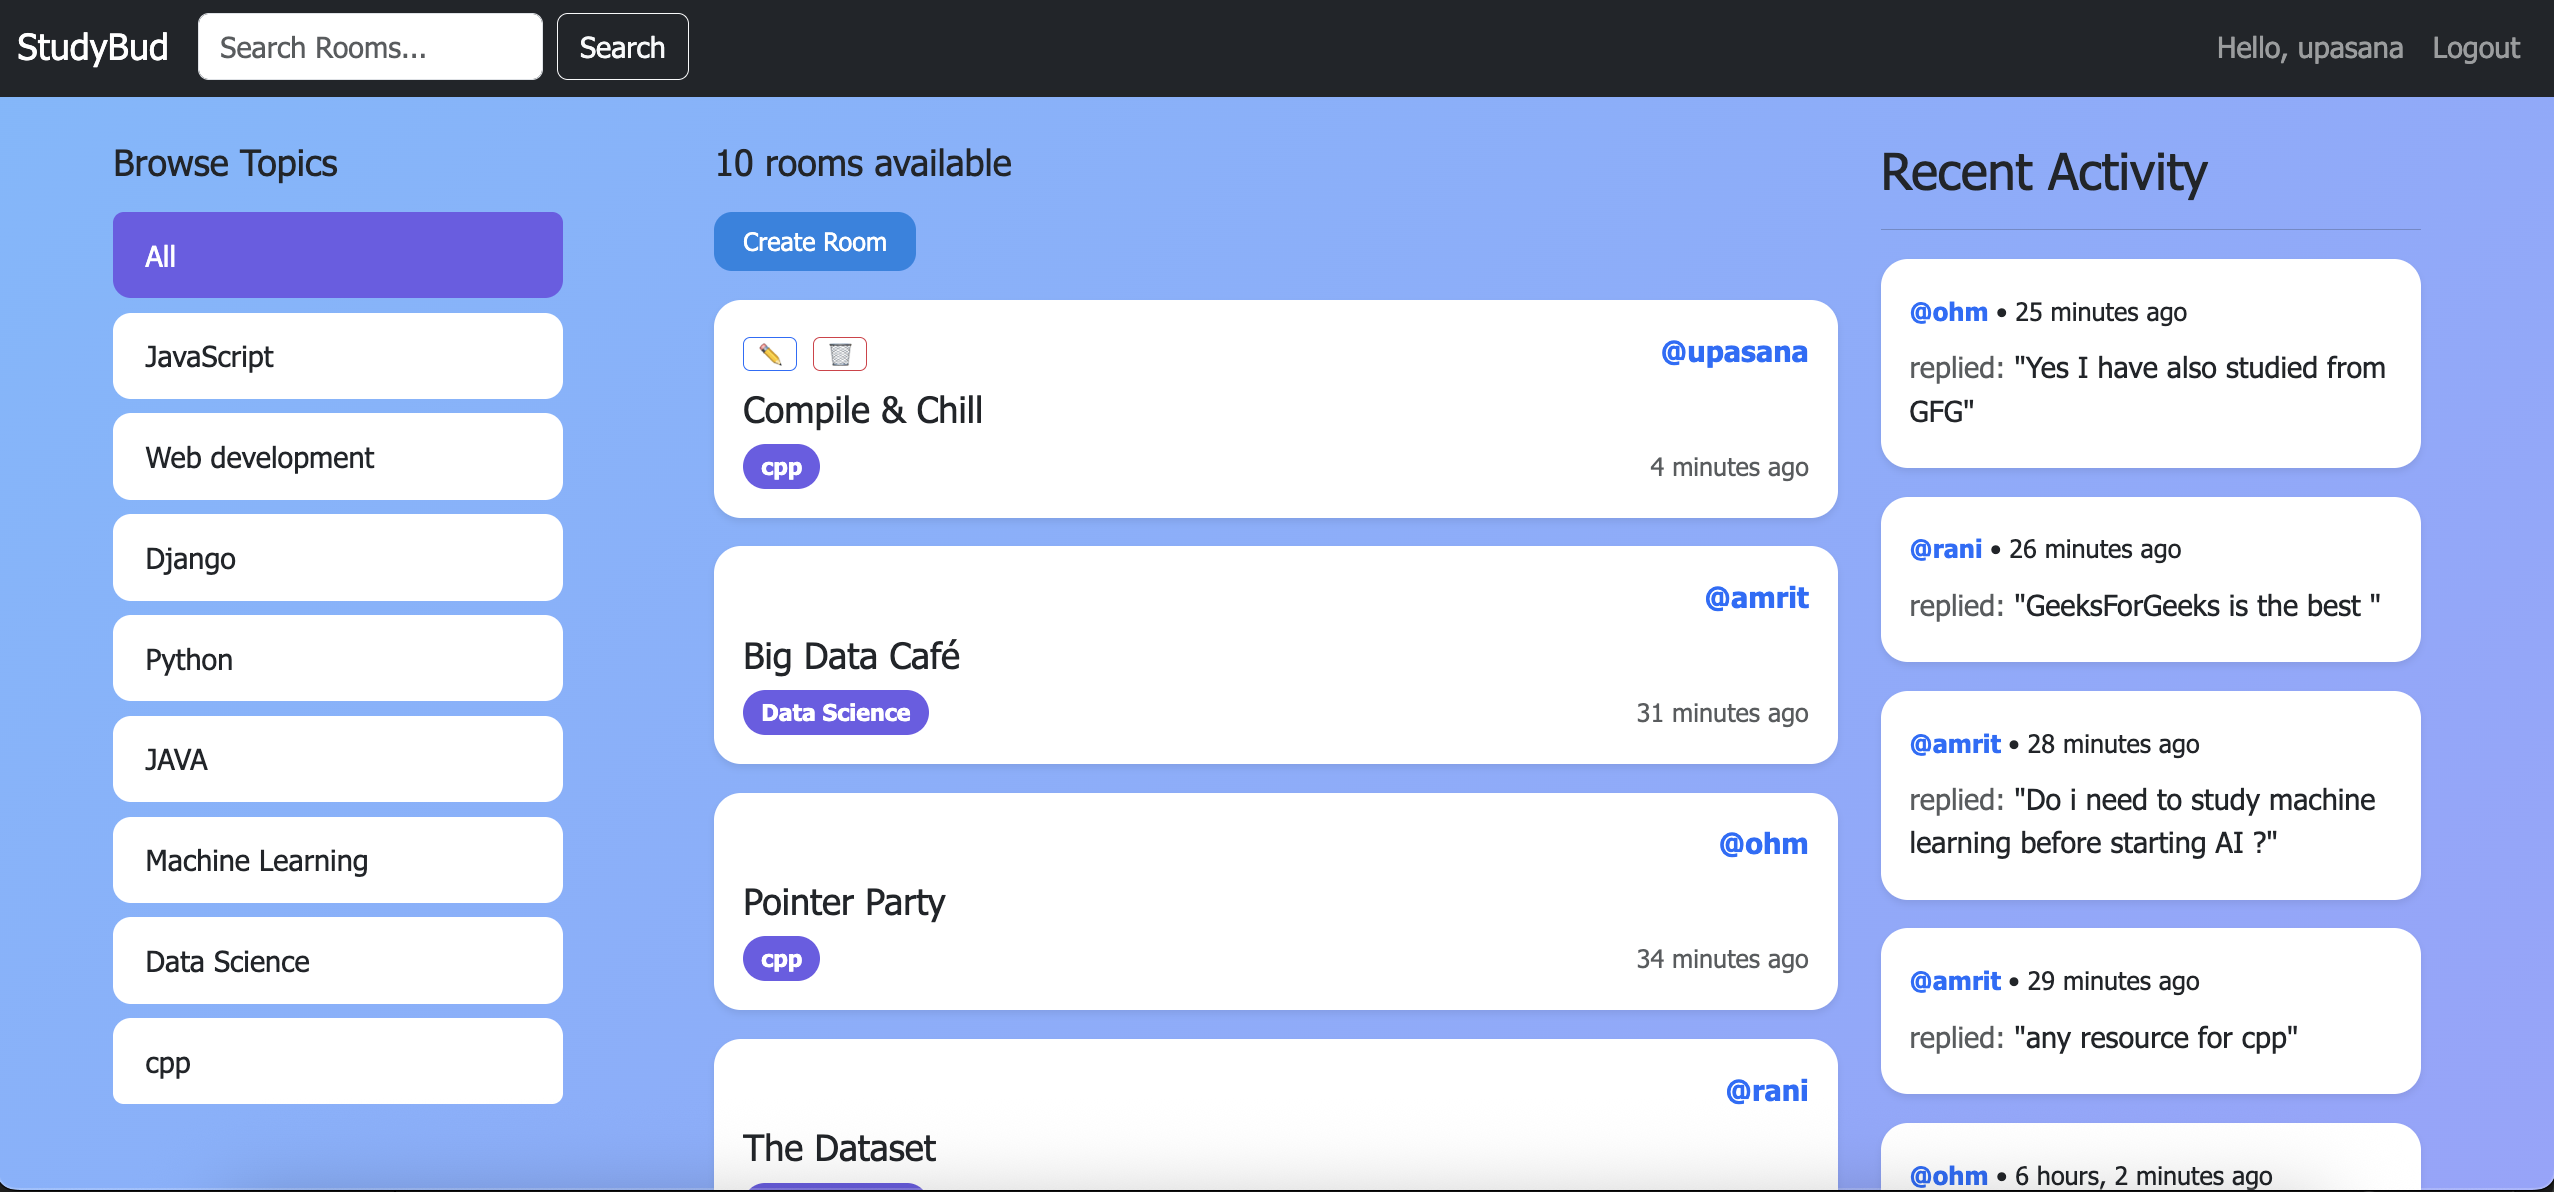 StudyBud
Search Rooms...
Search
Hello, upasana
Logout
Browse Topics
All
JavaScript
Web development
Django
Python
JAVA
Machine Learning
Data Science
cpp
10 rooms available
Create Room
@upasana
Compile & Chill
cpp
4 minutes ago
@amrit
Big Data Café
Data Science
31 minutes ago
@ohm
Pointer Party
cpp
34 minutes ago
@rani
The Dataset
Recent Activity
@ohm • 25 minutes ago
replied: "Yes I have also studied from
GFG"
@rani • 26 minutes ago
replied: "GeeksForGeeks is the best "
@amrit • 28 minutes ago
replied: "Do i need to study machine
learning before starting AI ?"
@amrit • 29 minutes ago
replied: "any resource for cpp"
@ohm • 6 hours, 2 minutes ago